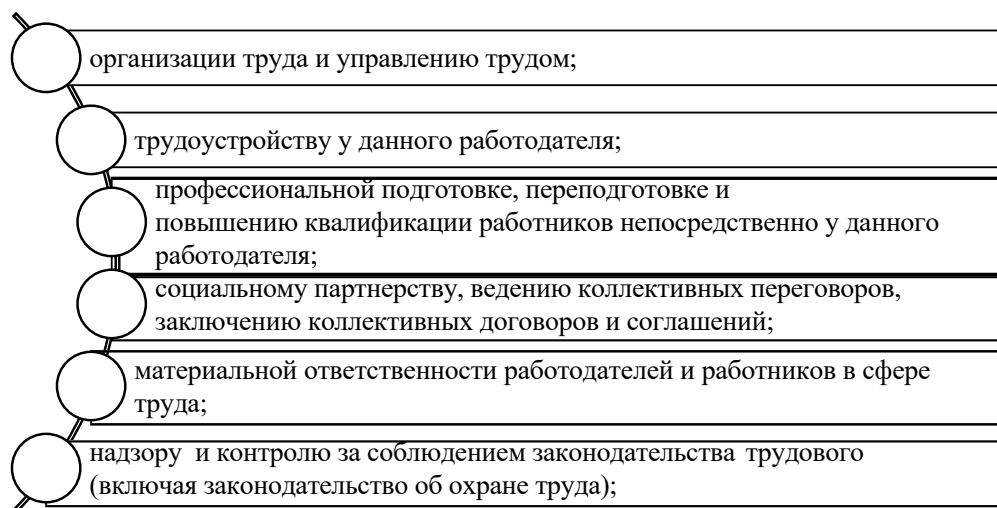 организации труда и управлению трудом;
трудоустройству у данного работодателя;
профессиональной подготовке, переподготовке и
повышению квалификации работников непосредственно у данного
работодателя;
социальному партнерству, ведению коллективных переговоров,
заключению коллективных договоров и соглашений;
материальной ответственности работодателей и работников в сфере
труда;
надзору и контролю за соблюдением законодательства трудового
(включая законодательство об охране труда);